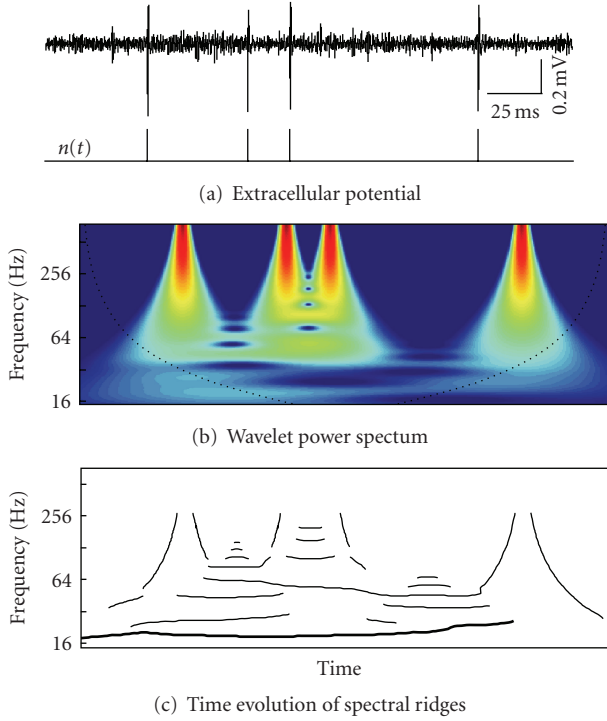 0.2 mV
25 ms
n(t)
(a) Extracellular potential
Frequency (Hz)
256
64
16
(b) Wavelet power spectum
Frequency (Hz)
256
64
16
Time
(c) Time evolution of spectral ridges